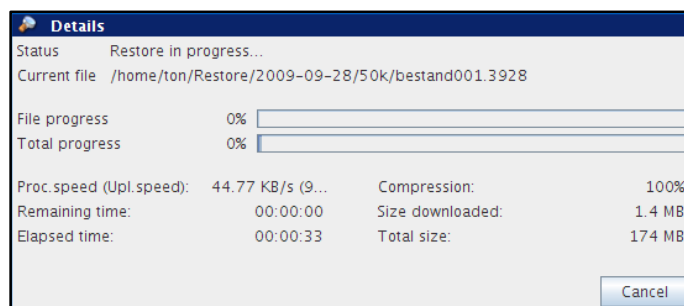 Details
Status Restore in progress...
Current file /home/ton/Restore/2009-09-28/50k/bestand001.3928
File progress 0%
Total progress 0%
Proc.speed (Upl.speed): 44.77 KB/s (9... Compression: 100%
Remaining time: 00:00:00 Size downloaded: 1.4 MB
Elapsed time: 00:00:33 Total size: 174 MB
Cancel